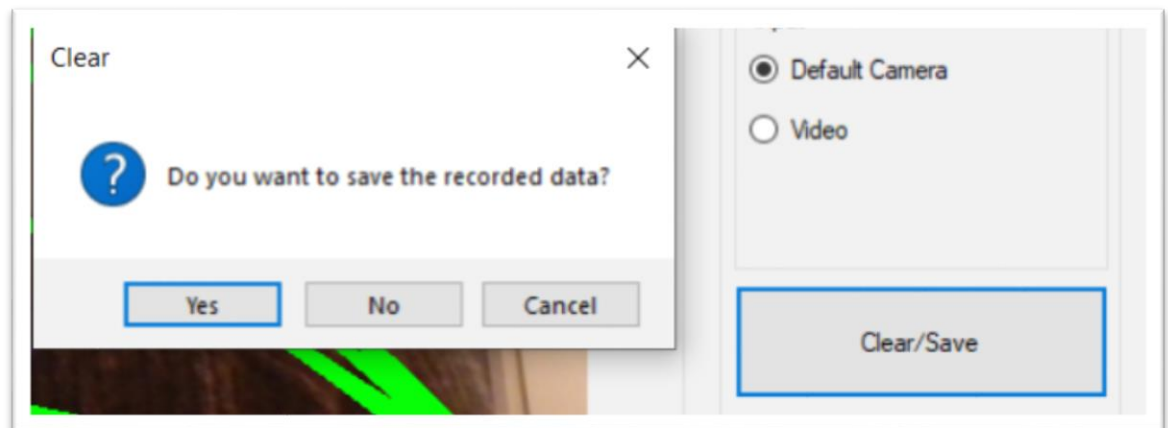 Clear
Do you want to save the recorded data?
Yes
No
Cancel
Default Camera
Video
Clear/Save